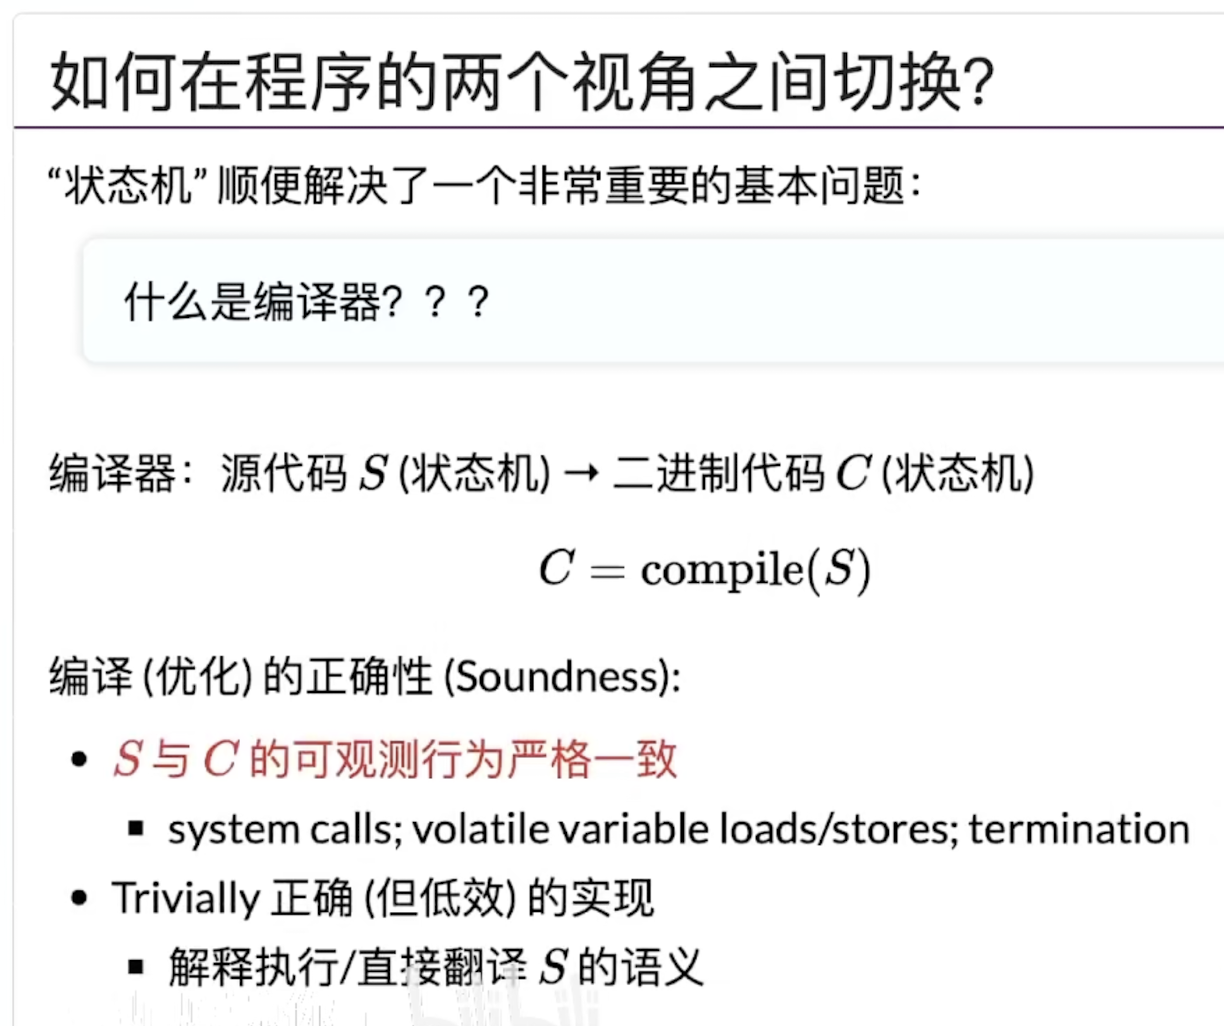 如何在程序的两个视角之间切换?
“状态机” 顺便解决了一个非常重要的基本问题：
什么是编译器？？？
编译器：源代码 S (状态机) → 二进制代码 C (状态机)
C = compile(S)
编译 (优化) 的正确性 (Soundness):
• S 与 C 的可观测行为严格一致
▪ system calls; volatile variable loads/stores; termination
• Trivially 正确 (但低效) 的实现
▪ 解释执行/直接翻译 S 的语义